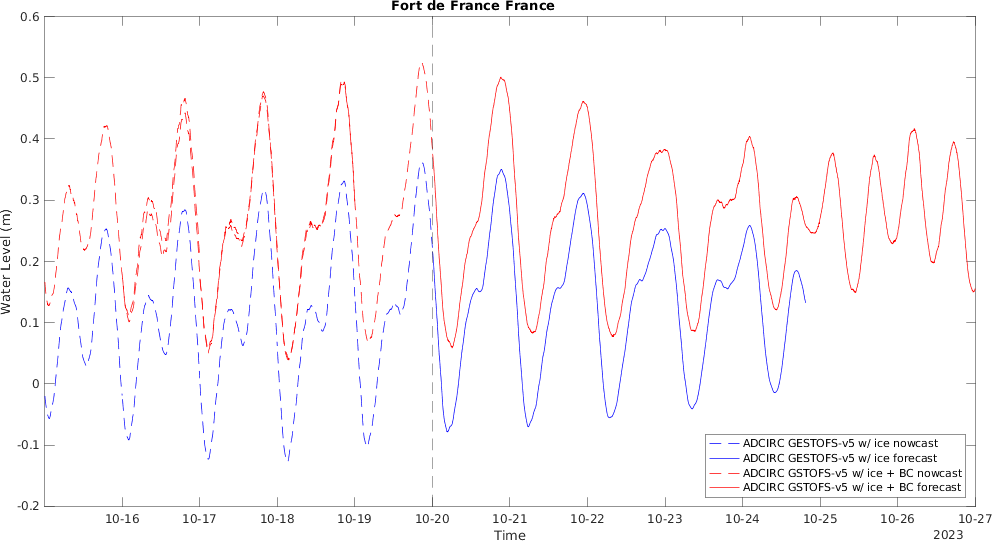 Fort de France France
0.6
0.5
0.4
0.3
0.2
0.1
0
-0.1
-0.2
Water Level (m)
10-16 10-17 10-18 10-19 10-20 10-21 10-22 10-23 10-24 10-25 10-26 10-27
Time
2023
ADCIRC GESTOFS-v5 w/ ice nowcast
ADCIRC GESTOFS-v5 w/ ice forecast
ADCIRC GSTOFS-v5 w/ ice + BC nowcast
ADCIRC GSTOFS-v5 w/ ice + BC forecast